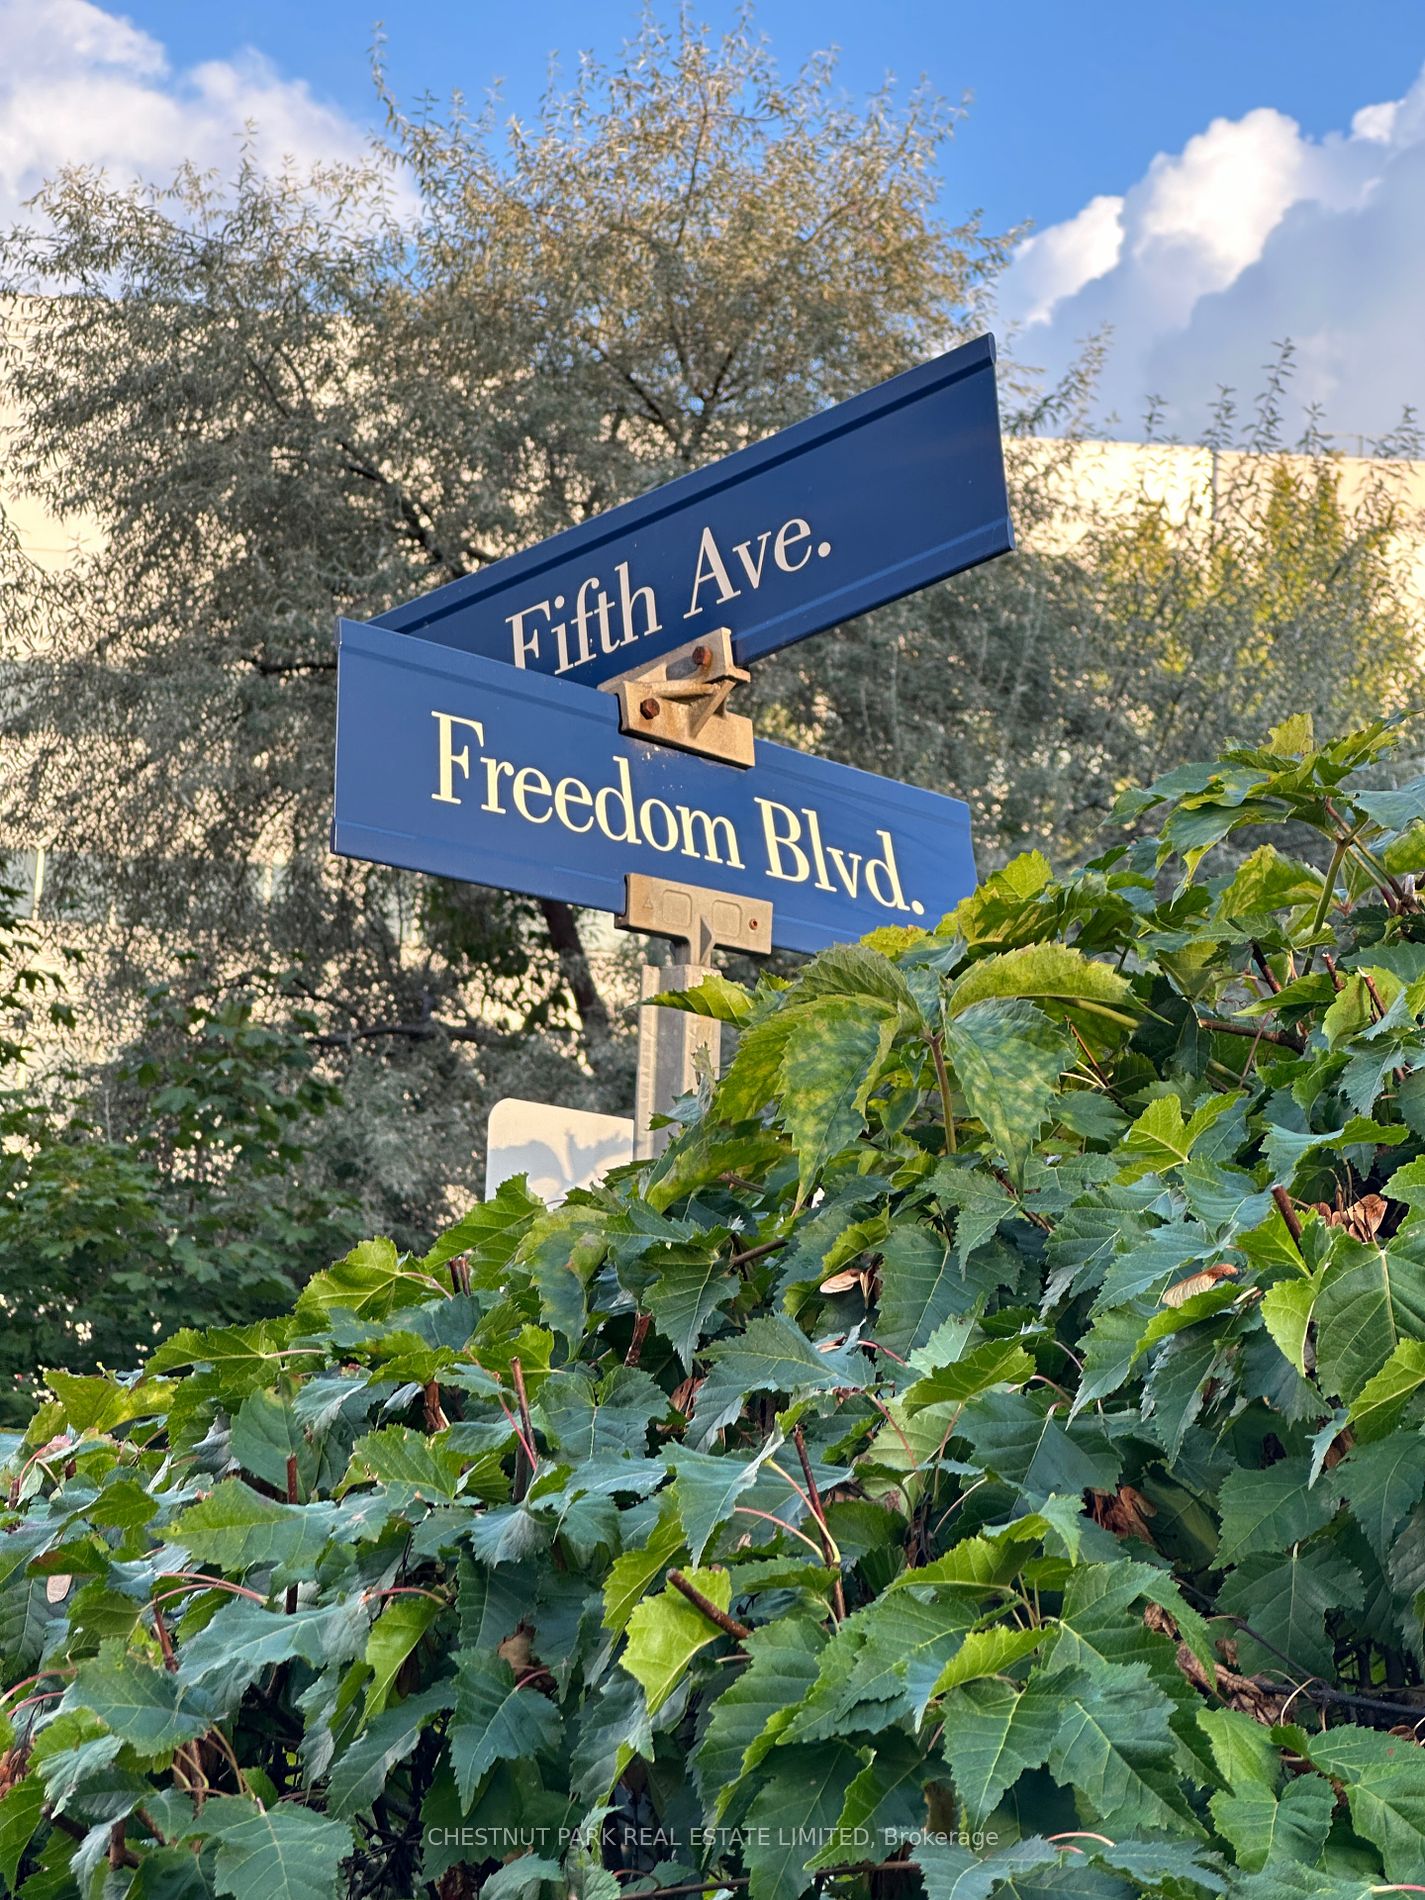 Fifth Ave.
Freedom Blvd.
CHESTNUT PARK REAL ESTATE LIMITED, Brokerage